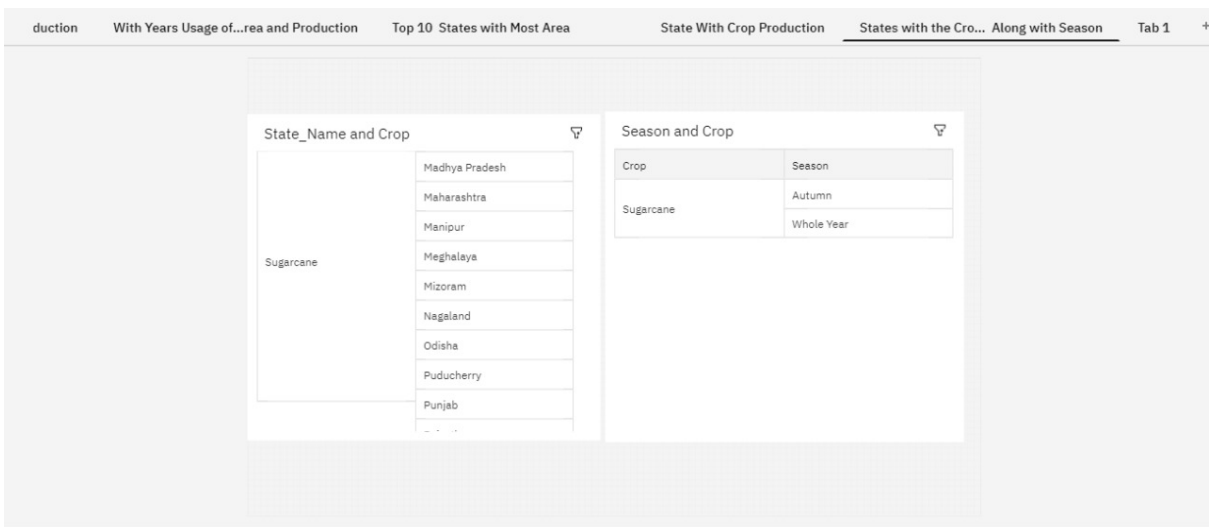 duction
With Years Usage of...rea and Production
Top 10 States with Most Area
State With Crop Production
States with the Cro... Along with Season
Tab 1
+
State_Name and Crop
Sugarcane
Madhya Pradesh
Maharashtra
Manipur
Meghalaya
Mizoram
Nagaland
Odisha
Puducherry
Punjab
Season and Crop
Crop Season
Sugarcane
Autumn
Whole Year